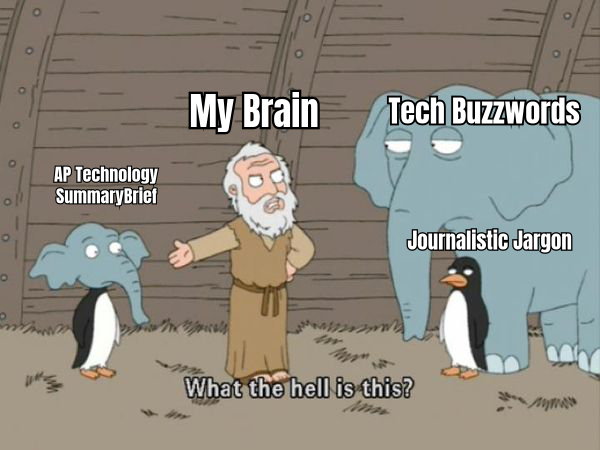 My Brain
Tech Buzzwords
AP Technology
SummaryBrief
Journalistic Jargon
What the hell is this?